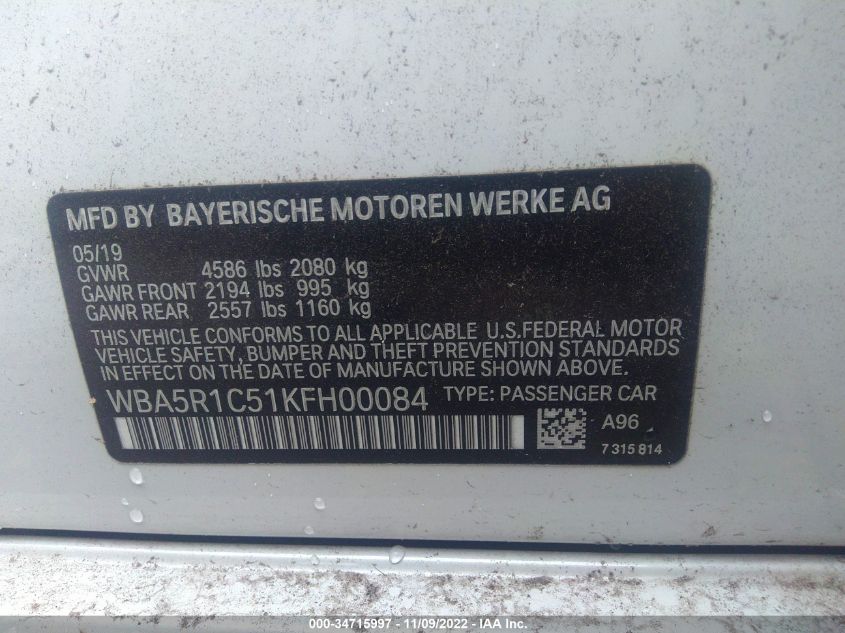 MFD BY BAYERISCHE MOTOREN WERKE AG
05/19
GVWR 4586 lbs 2080 kg
GAWR FRONT 2194 lbs 995 kg
GAWR REAR 2557 lbs 1160 kg
THIS VEHICLE CONFORMS TO ALL APPLICABLE U.S.FEDERAL MOTOR
VEHICLE SAFETY, BUMPER AND THEFT PREVENTION STANDARDS
IN EFFECT ON THE DATE OF MANUFACTURE SHOWN ABOVE.
WBA5R1C51KFH00084 TYPE: PASSENGER CAR
A96
7 315 814
000-34715997 - 11/09/2022 - IAA Inc.